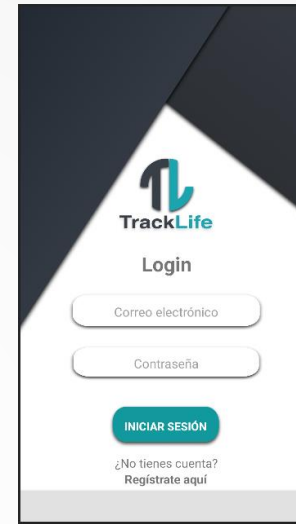 TrackLife
Login
Correo electrónico
Contraseña
INICIAR SESIÓN
¿No tienes cuenta?
Regístrate aquí